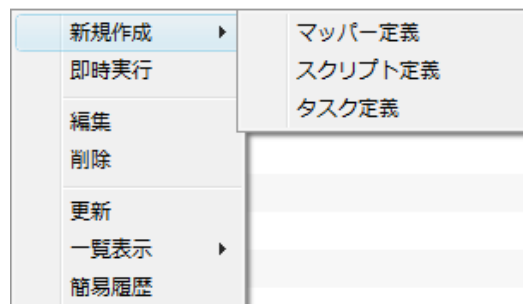 新規作成
即時実行
編集
削除
更新
一覧表示
簡易履歴
マッパー定義
スクリプト定義
タスク定義